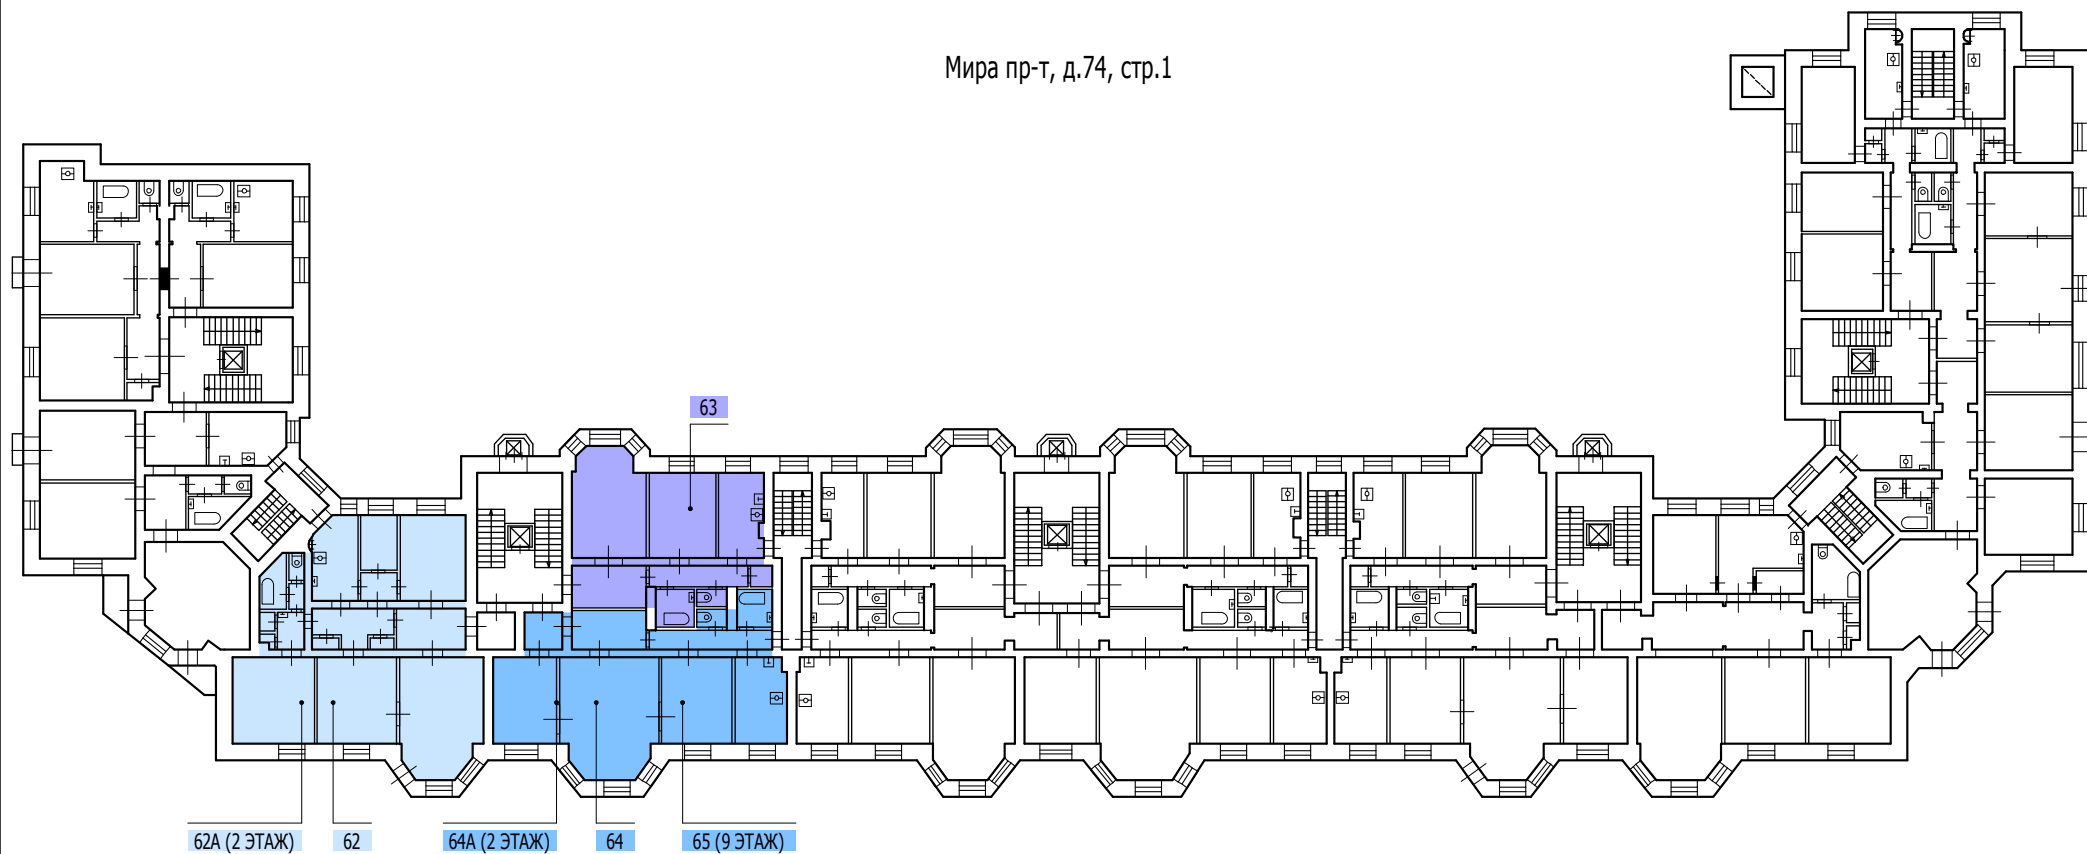 Мира пр-т, д.74, стр.1
63
62А (2 ЭТАЖ)
62
64А (2 ЭТАЖ)
64
65 (9 ЭТАЖ)